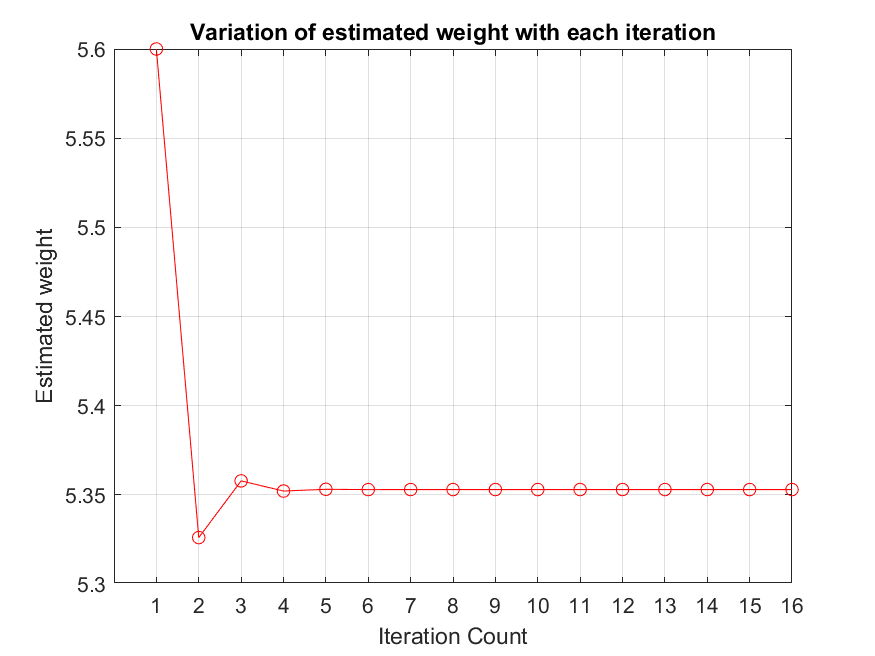 Variation of estimated weight with each iteration
5.6
5.55
5.5
5.45
5.4
5.35
5.3
Estimated weight
1 2 3 4 5 6 7 8 9 10 11 12 13 14 15 16
Iteration Count